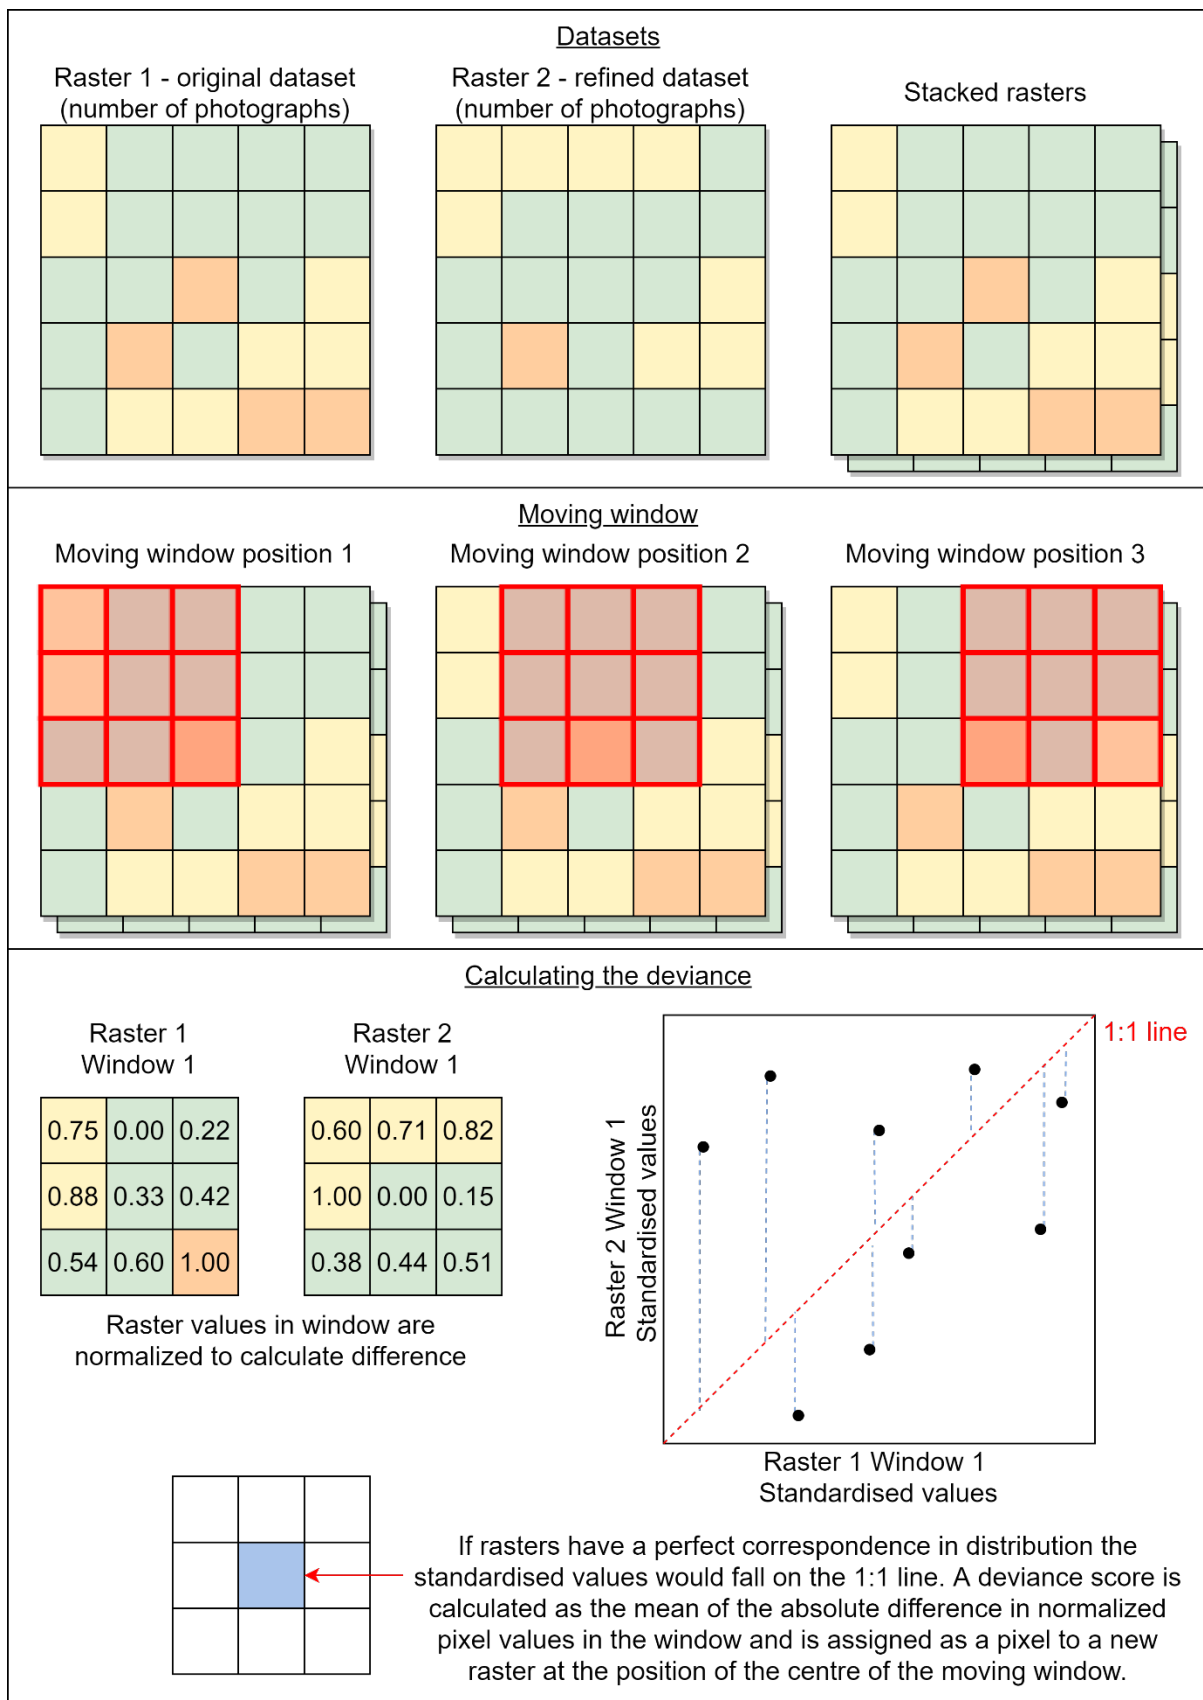 Datasets
Raster 1 - original dataset
(number of photographs)
Raster 2 - refined dataset
(number of photographs)
Stacked rasters
Moving window
Moving window position 1
Moving window position 2
Moving window position 3
Calculating the deviance
Raster 1
Window 1
0.75 0.00 0.22
0.88 0.33 0.42
0.54 0.60 1.00
Raster 2
Window 1
0.60 0.71 0.82
1.00 0.00 0.15
0.38 0.44 0.51
Raster values in window are
normalized to calculate difference
1:1 line
Raster 2 Window 1
Standardised values
Raster 1 Window 1
Standardised values
If rasters have a perfect correspondence in distribution the
standardised values would fall on the 1:1 line. A deviance score is
calculated as the mean of the absolute difference in normalized
pixel values in the window and is assigned as a pixel to a new
raster at the position of the centre of the moving window.